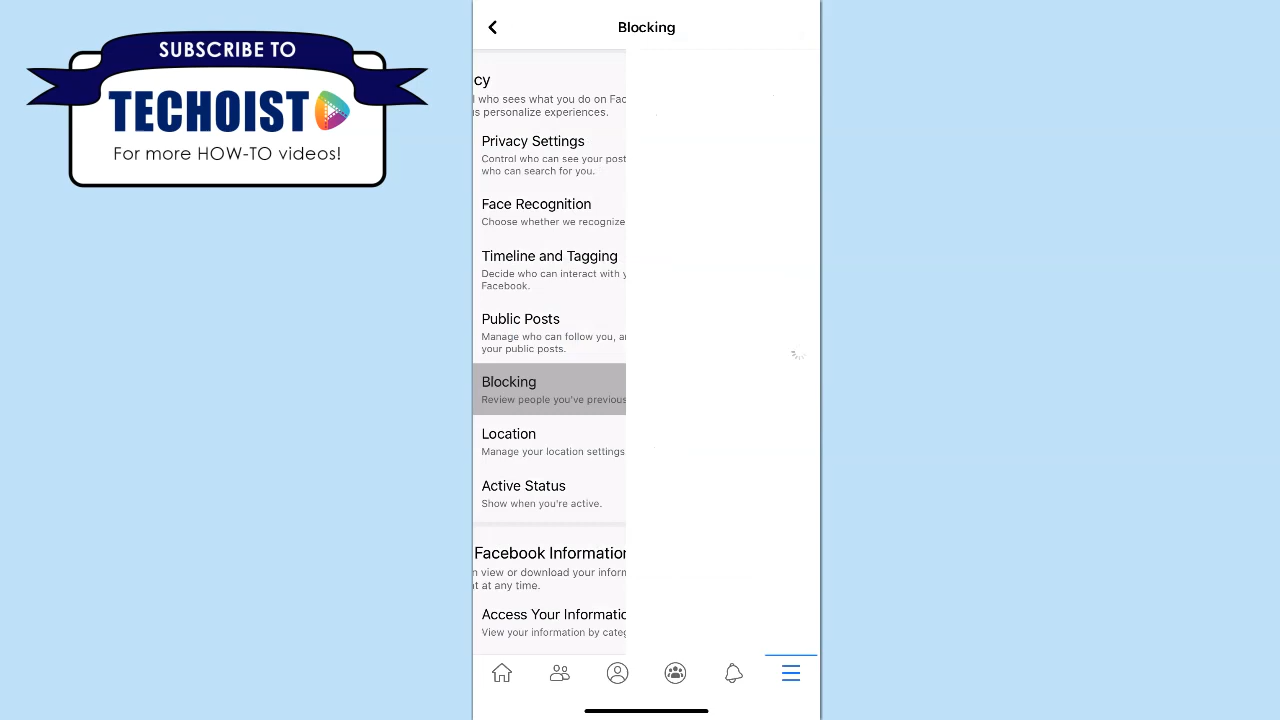 SUBSCRIBE TO
TECHOIST
For more HOW-TO videos!
Blocking
cy
who sees what you do on Fac
s personalize experiences.
Privacy Settings
Control who can see your post
who can search for you.
Face Recognition
Choose whether we recognize
Timeline and Tagging
Decide who can interact with y
Facebook.
Public Posts
Manage who can follow you, ar
your public posts.
Blocking
Review people you've previous
Location
Manage your location settings
Active Status
Show when you're active.
Facebook Information
view or download your inform
at any time.
Access Your Informatio
View your information by categ